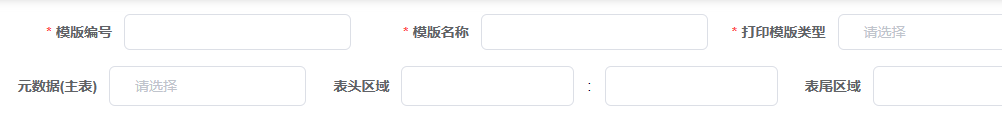 * 模版编号 * 模版名称 * 打印模版类型 请选择
元数据(主表) 请选择 表头区域 : 表尾区域